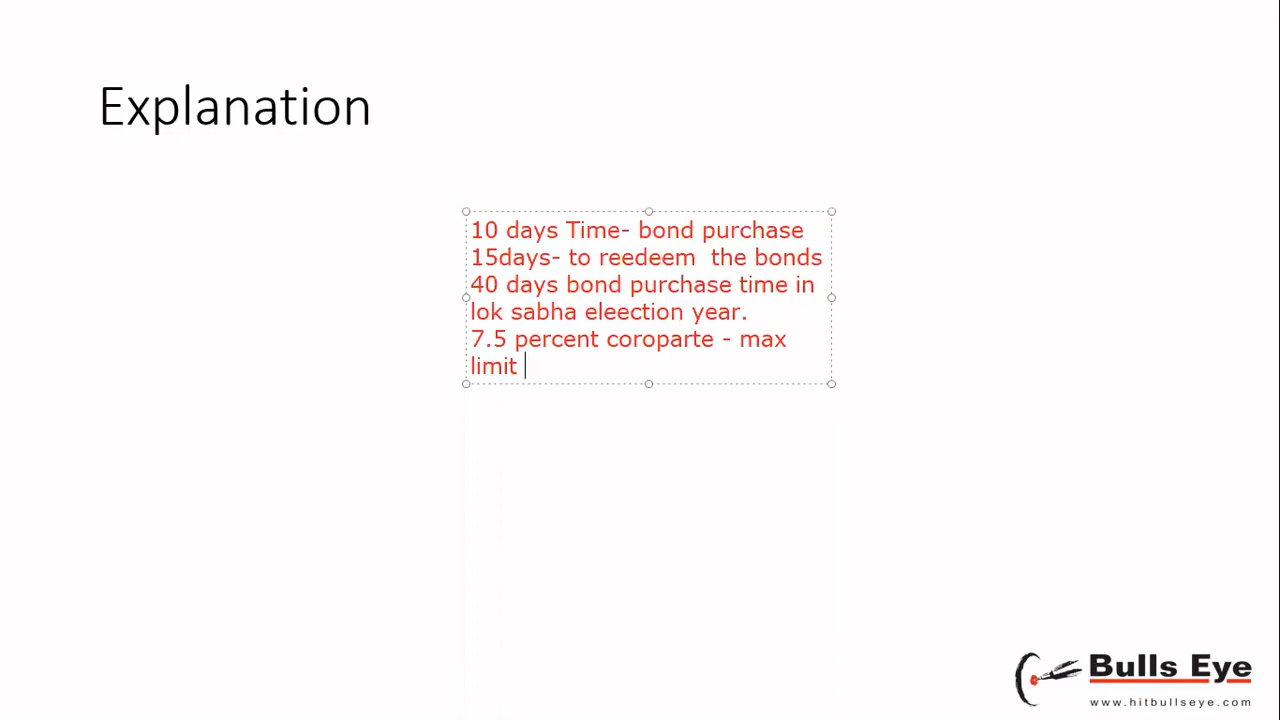 Explanation
10 days Time- bond purchase
15days- to reedeem  the bonds
40 days bond purchase time in
lok sabha eleection year.
7.5 percent coroparte - max
limit
Bulls Eye
www.hitbullseye.com